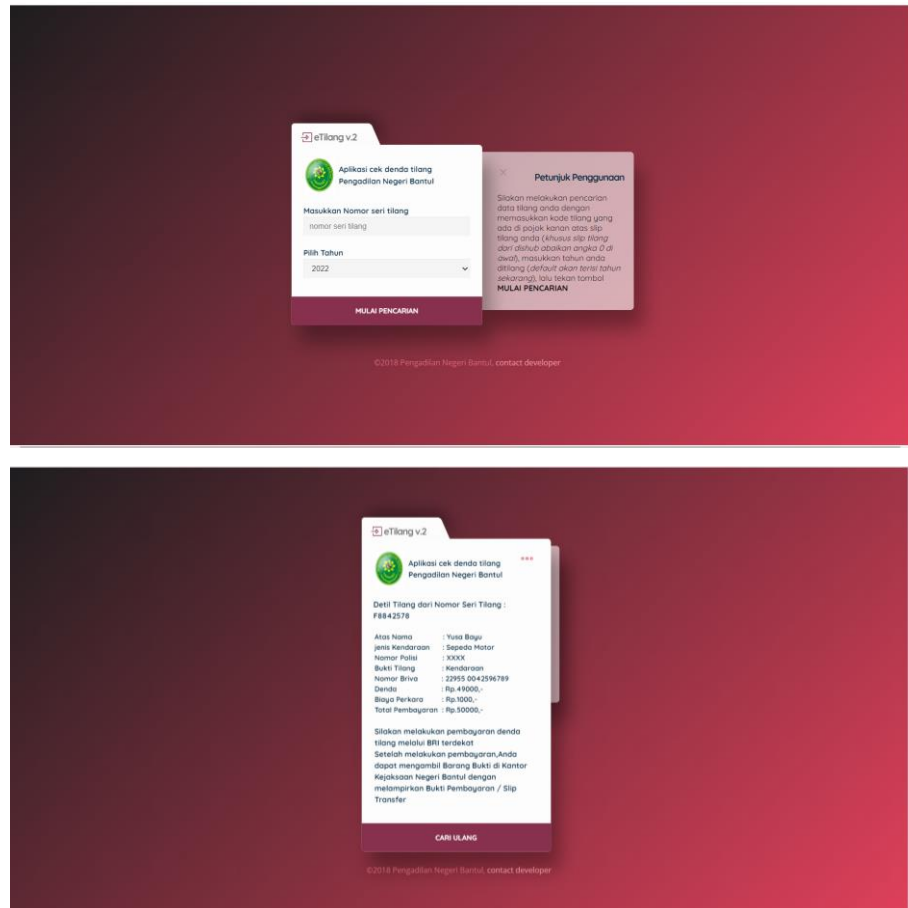 eTilang v.2
Aplikasi cek denda tilang
Pengadilan Negeri Bantul
Masukkan Nomor seri tilang
nomor seri tilang
Pilih Tahun
2022
MULAI PENCARIAN
Petunjuk Penggunaan
Silakan melakukan pencarian
data tilang anda dengan
memasukkan kode tilang yang
ada di pojok kanan atas slip
tilang anda (khusus slip tilang
dari dishub abaikan angka 0 di
awal), masukkan tahun anda
ditilang (default akan terisi tahun
sekarang), lalu tekan tombol
MULAI PENCARIAN
©2018 Pengadilan Negeri Bantul. contact developer
eTilang v.2
Aplikasi cek denda tilang
Pengadilan Negeri Bantul
Detil Tilang dari Nomor Seri Tilang :
F8842578
Atas Nama : Yusa Bayu
jenis Kendaraan : Sepeda Motor
Nomor Polisi : XXXX
Bukti Tilang : Kendaraan
Nomor Briva : 22955 0042596789
Denda : Rp.49000,-
Biaya Perkara : Rp.1000,-
Total Pembayaran : Rp.50000,-
Silakan melakukan pembayaran denda
tilang melalui BRI terdekat
Setelah melakukan pembayaran,Anda
dapat mengambil Barang Bukti di Kantor
Kejaksaan Negeri Bantul dengan
melampirkan Bukti Pembayaran / Slip
Transfer
CARI ULANG
©2018 Pengadilan Negeri Bantul. contact developer